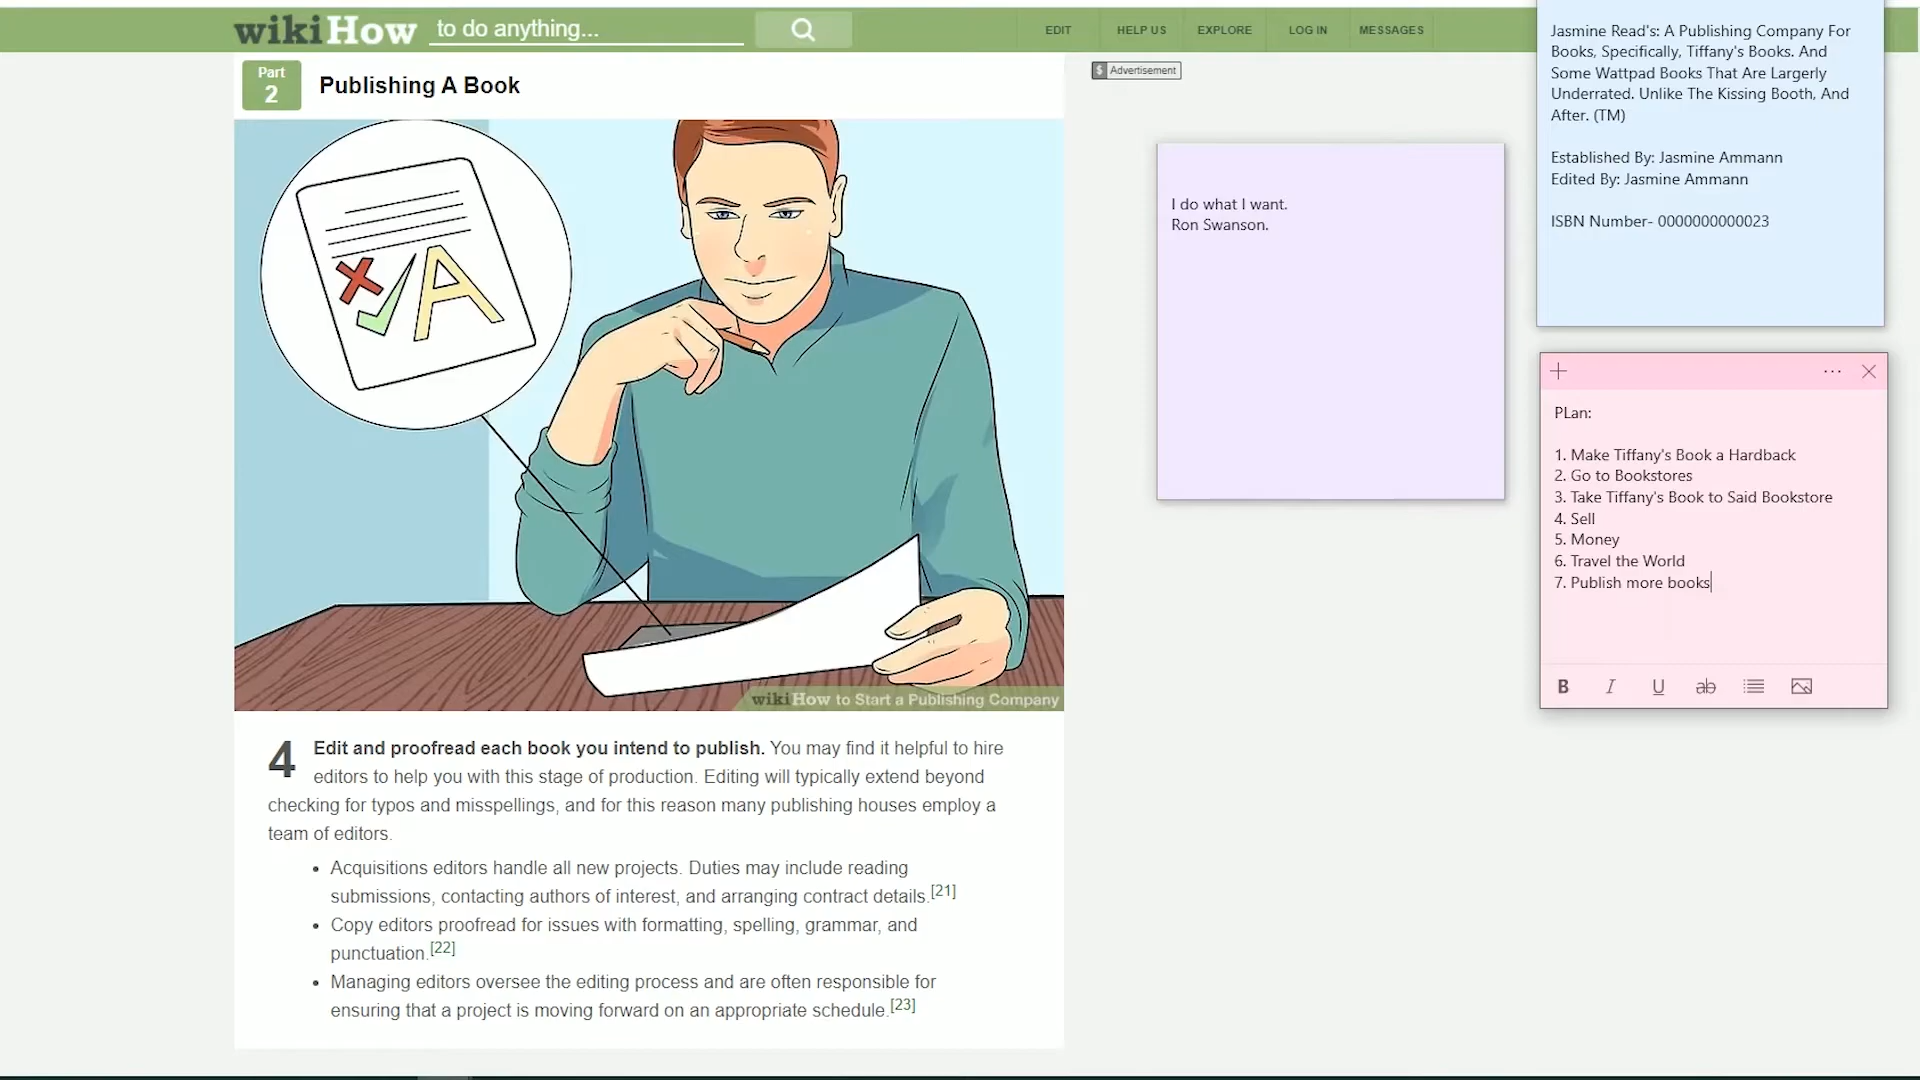 wikiHow to do anything...
EDIT
HELP US
EXPLORE
LOG IN
MESSAGES
Part
2
Publishing A Book
$ Advertisement
A
wikiHow to Start a Publishing Company
4 Edit and proofread each book you intend to publish. You may find it helpful to hire
editors to help you with this stage of production. Editing will typically extend beyond
checking for typos and misspellings, and for this reason many publishing houses employ a
team of editors.
• Acquisitions editors handle all new projects. Duties may include reading
submissions, contacting authors of interest, and arranging contract details.[21]
• Copy editors proofread for issues with formatting, spelling, grammar, and
punctuation.[22]
• Managing editors oversee the editing process and are often responsible for
ensuring that a project is moving forward on an appropriate schedule.[23]
I do what I want.
Ron Swanson.
Jasmine Read's: A Publishing Company For
Books, Specifically, Tiffany's Books. And
Some Wattpad Books That Are Largerly
Underrated. Unlike The Kissing Booth, And
After. (TM)
Established By: Jasmine Ammann
Edited By: Jasmine Ammann
ISBN Number- 0000000000023
PLan:
1. Make Tiffany's Book a Hardback
2. Go to Bookstores
3. Take Tiffany's Book to Said Bookstore
4. Sell
5. Money
6. Travel the World
7. Publish more books
B I U ab